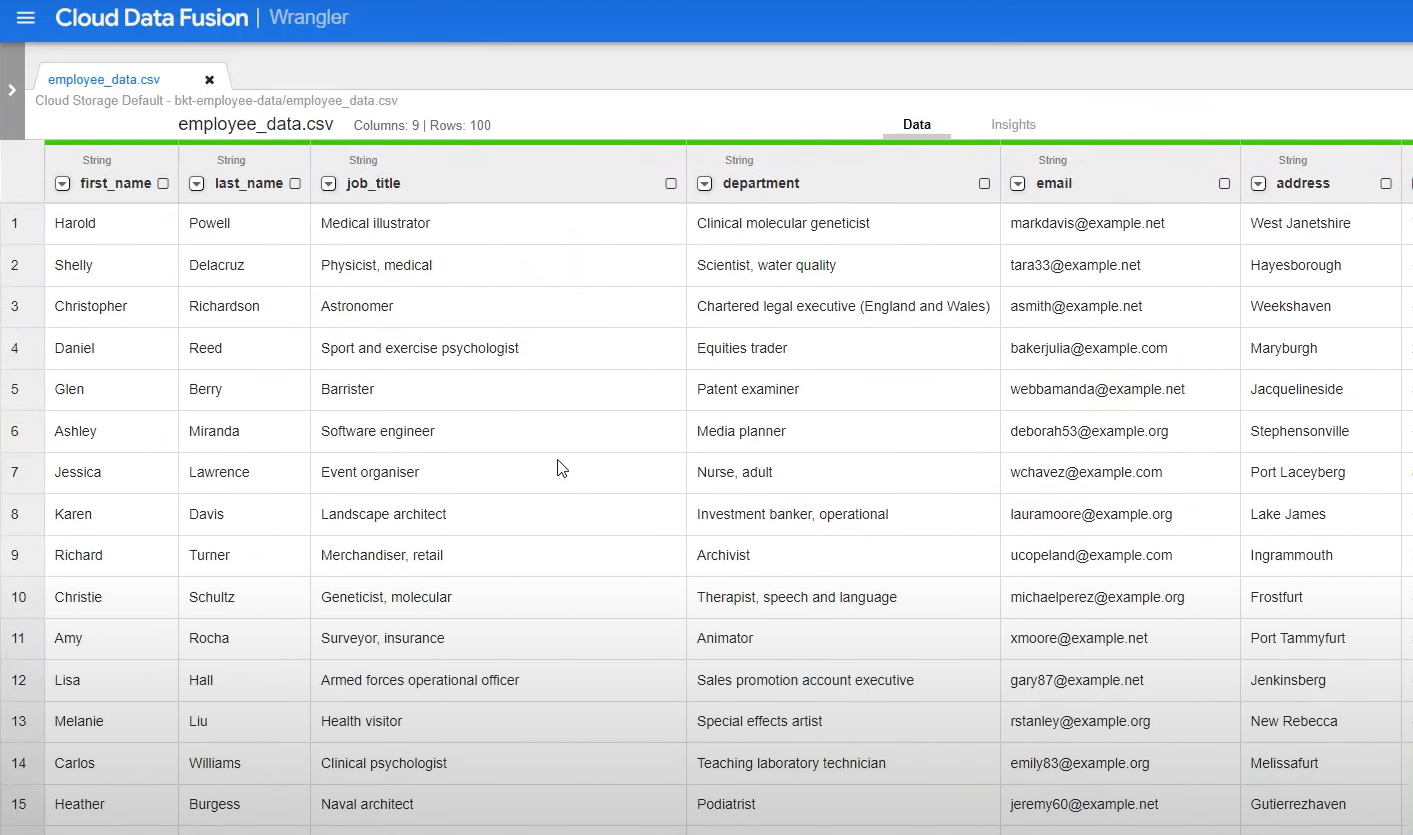 Cloud Data Fusion | Wrangler
employee_data.csv
Cloud Storage Default - bkt-employee-data/employee_data.csv
employee_data.csv Columns: 9 | Rows: 100 Data Insights
String String String String String String
first_name last_name job_title department email address
1 Harold Powell Medical illustrator Clinical molecular geneticist markdavis@example.net West Janetshire
2 Shelly Delacruz Physicist, medical Scientist, water quality tara33@example.net Hayesborough
3 Christopher Richardson Astronomer Chartered legal executive (England and Wales) asmith@example.net Weekshaven
4 Daniel Reed Sport and exercise psychologist Equities trader bakerjulia@example.com Maryburgh
5 Glen Berry Barrister Patent examiner webbamanda@example.net Jacquelineside
6 Ashley Miranda Software engineer Media planner deborah53@example.org Stephensonville
7 Jessica Lawrence Event organiser Nurse, adult wchavez@example.com Port Laceyberg
8 Karen Davis Landscape architect Investment banker, operational lauramoore@example.org Lake James
9 Richard Turner Merchandiser, retail Archivist ucopeland@example.com Ingrammouth
10 Christie Schultz Geneticist, molecular Therapist, speech and language michaelperez@example.org Frostfurt
11 Amy Rocha Surveyor, insurance Animator xmoore@example.net Port Tammyfurt
12 Lisa Hall Armed forces operational officer Sales promotion account executive gary87@example.net Jenkinsberg
13 Melanie Liu Health visitor Special effects artist rstanley@example.org New Rebecca
14 Carlos Williams Clinical psychologist Teaching laboratory technician emily83@example.org Melissafurt
15 Heather Burgess Naval architect Podiatrist jeremy60@example.net Gutierrezhaven